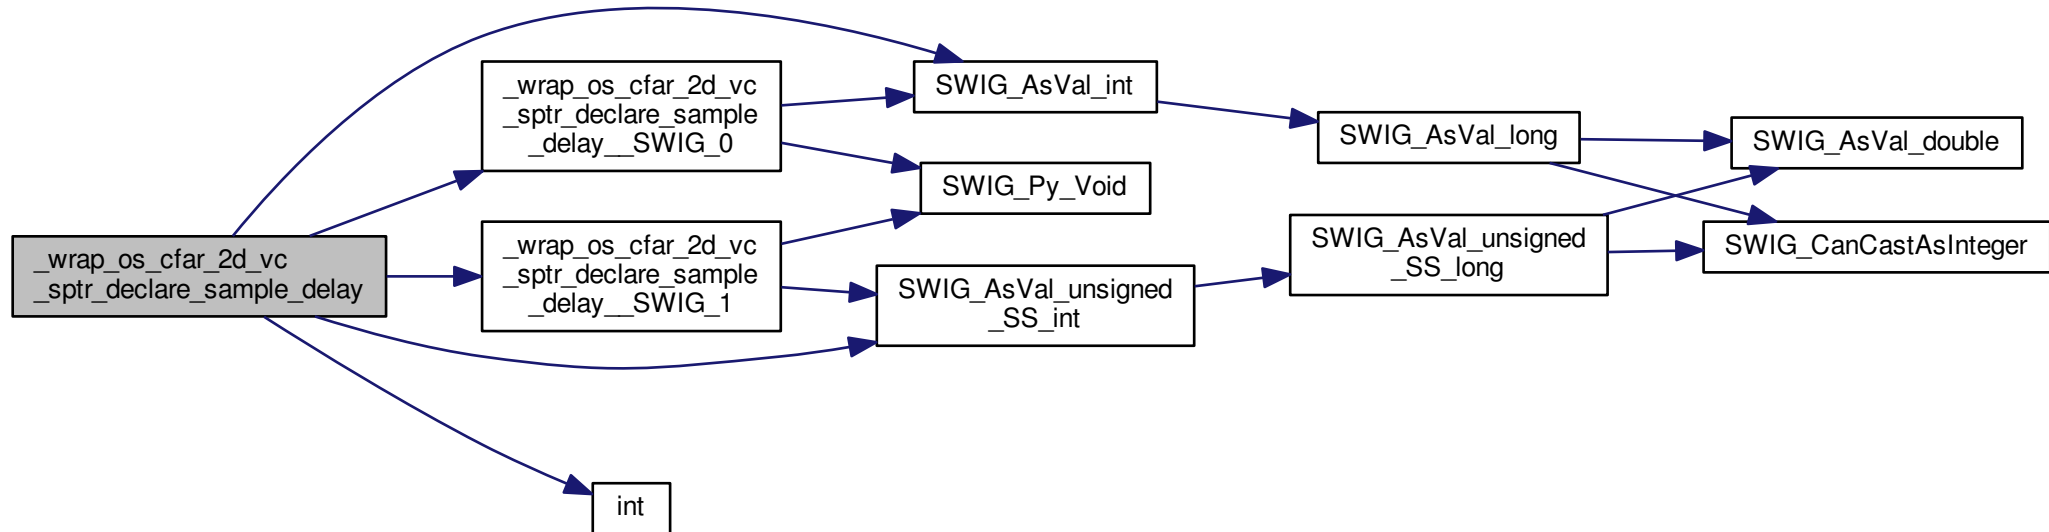 _wrap_os_cfar_2d_vc
_sptr_declare_sample_delay
_wrap_os_cfar_2d_vc
_sptr_declare_sample
_delay__SWIG_0
_wrap_os_cfar_2d_vc
_sptr_declare_sample
_delay__SWIG_1
int
SWIG_AsVal_int
SWIG_Py_Void
SWIG_AsVal_unsigned
_SS_int
SWIG_AsVal_long
SWIG_AsVal_unsigned
_SS_long
SWIG_AsVal_double
SWIG_CanCastAsInteger